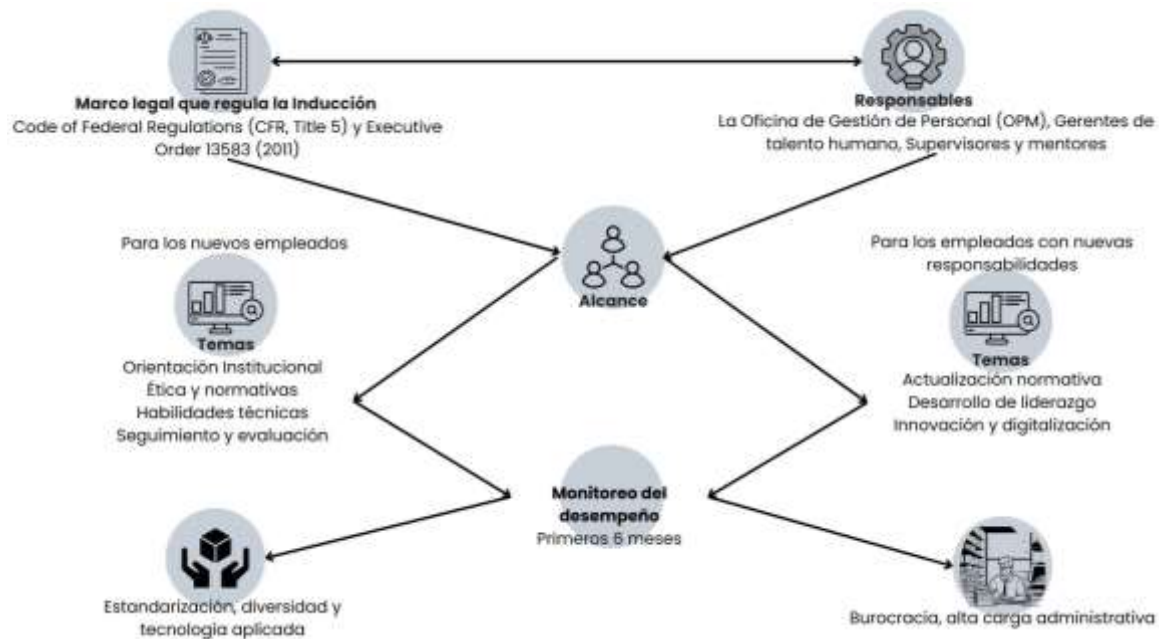 Marco legal que regula la Inducción
Code of Federal Regulations (CFR, Title 5) y Executive
Order 13583 (2011)
Responsables
La Oficina de Gestión de Personal (OPM), Gerentes de
talento humano, Supervisores y mentores
Alcance
Para los nuevos empleados
Temas
Orientación Institucional
Ética y normativas
Habilidades técnicas
Seguimiento y evaluación
Para los empleados con nuevas
responsabilidades
Temas
Actualización normativa
Desarrollo de liderazgo
Innovación y digitalización
Monitoreo del
desempeño
Primeros 6 meses
Estandarización, diversidad y
tecnología aplicada
Burocracia, alta carga administrativa